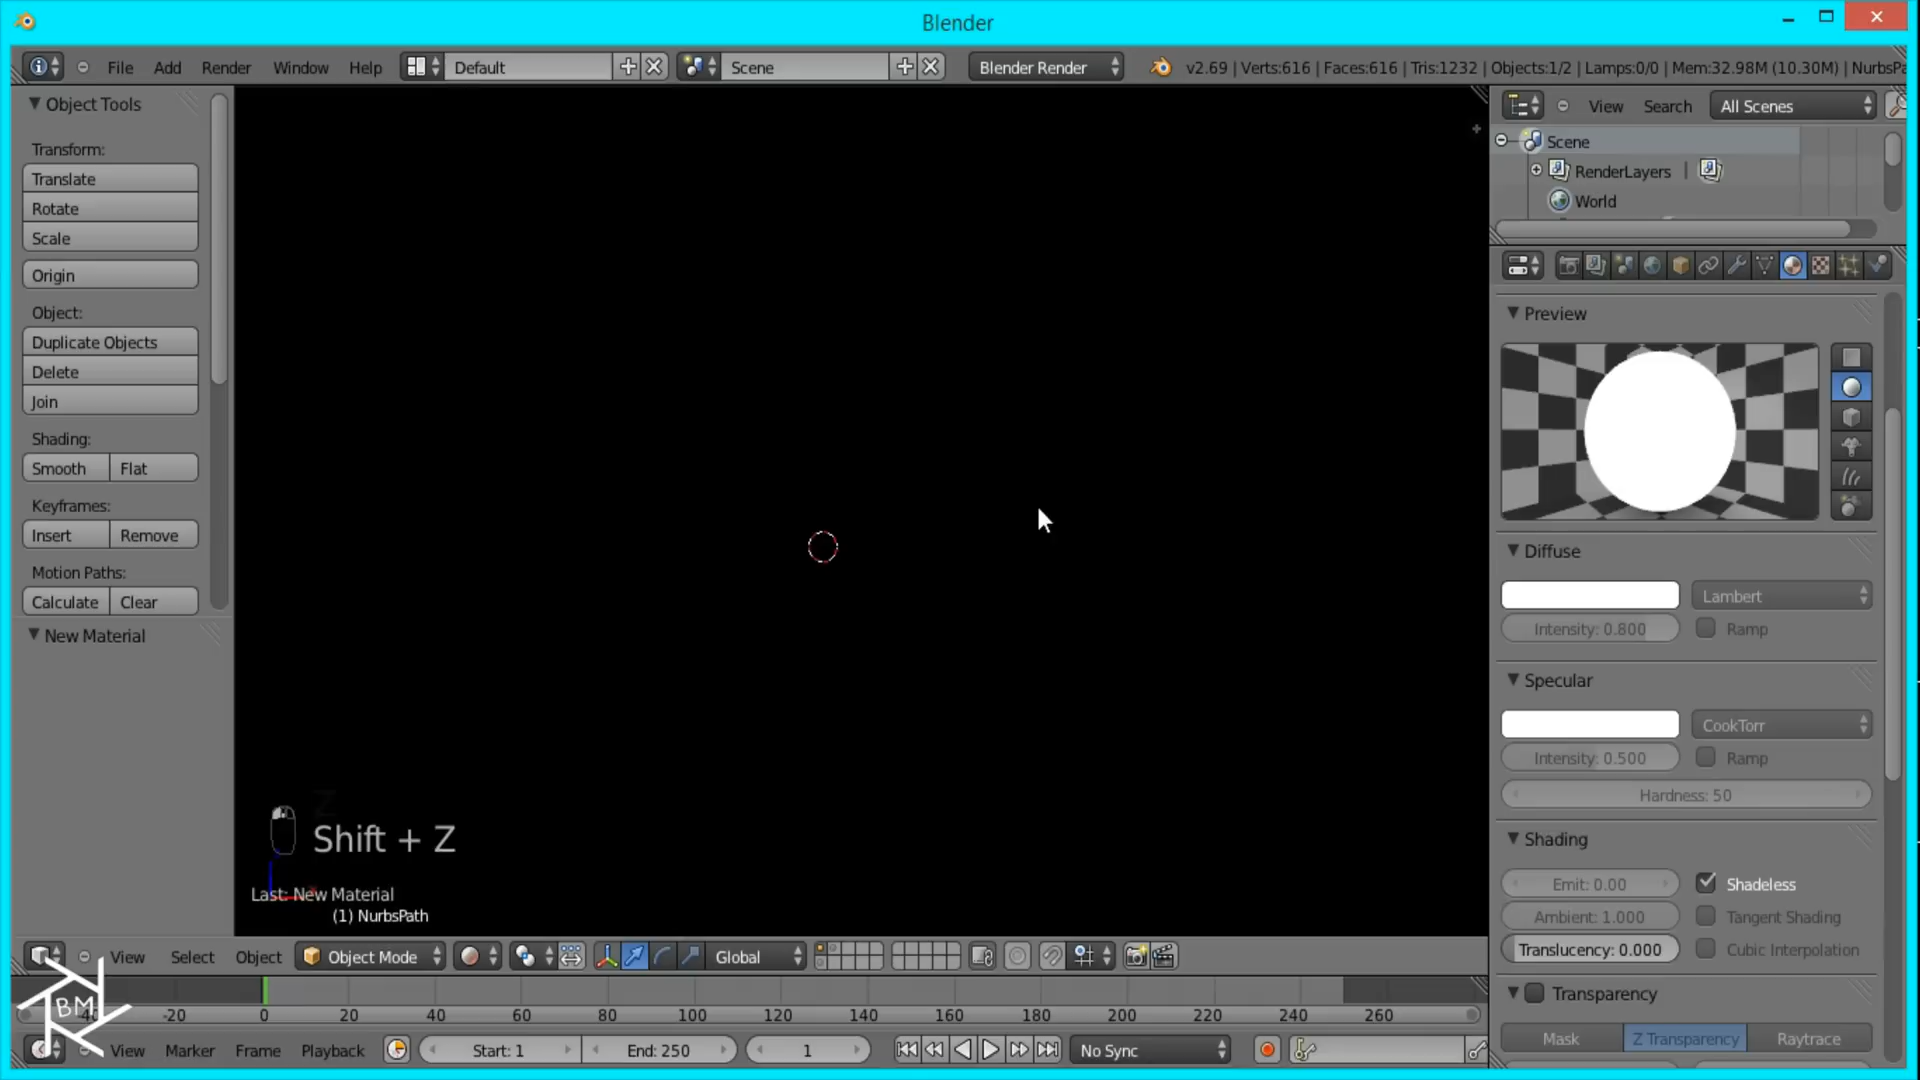 Blender
File Add Render Window Help Default Scene Blender Render v2.69 | Verts:616 | Faces:616 | Tris:1232 | Objects:1/2 | Lamps:0/0 | Mem:32.98M (10.30M) | NurbsPa
Object Tools
Transform:
Translate
Rotate
Scale
Origin
Object:
Duplicate Objects
Delete
Join
Shading:
Smooth Flat
Keyframes:
Insert Remove
Motion Paths:
Calculate Clear
New Material
Z
Shift + Z
Last: New Material
(1) NurbsPath
View Search All Scenes
Scene
RenderLayers
World
Preview
Diffuse
Lambert
Intensity: 0.800 Ramp
Specular
CookTorr
Intensity: 0.500 Ramp
Hardness: 50
Shading
Emit: 0.00 Shadeless
Ambient: 1.000 Tangent Shading
Translucency: 0.000 Cubic Interpolation
Transparency
Mask Z Transparency Raytrace
View Select Object Object Mode Global
BM
-40 -20 0 20 40 60 80 100 120 140 160 180 200 220 240 260
View Marker Frame Playback Start: 1 End: 250 1 No Sync